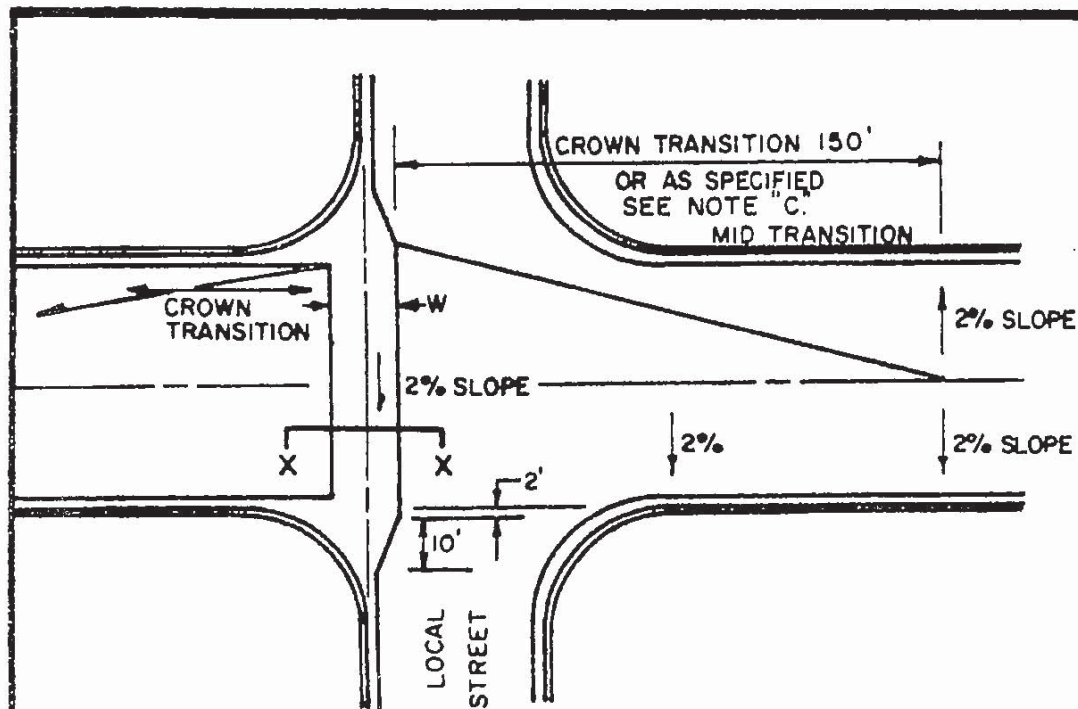 CROWN TRANSITION 150'
OR AS SPECIFIED
SEE NOTE "C."
MID TRANSITION
CROWN
TRANSITION
W
2% SLOPE
2% SLOPE
X X
2%
2% SLOPE
2'
10'
LOCAL
STREET